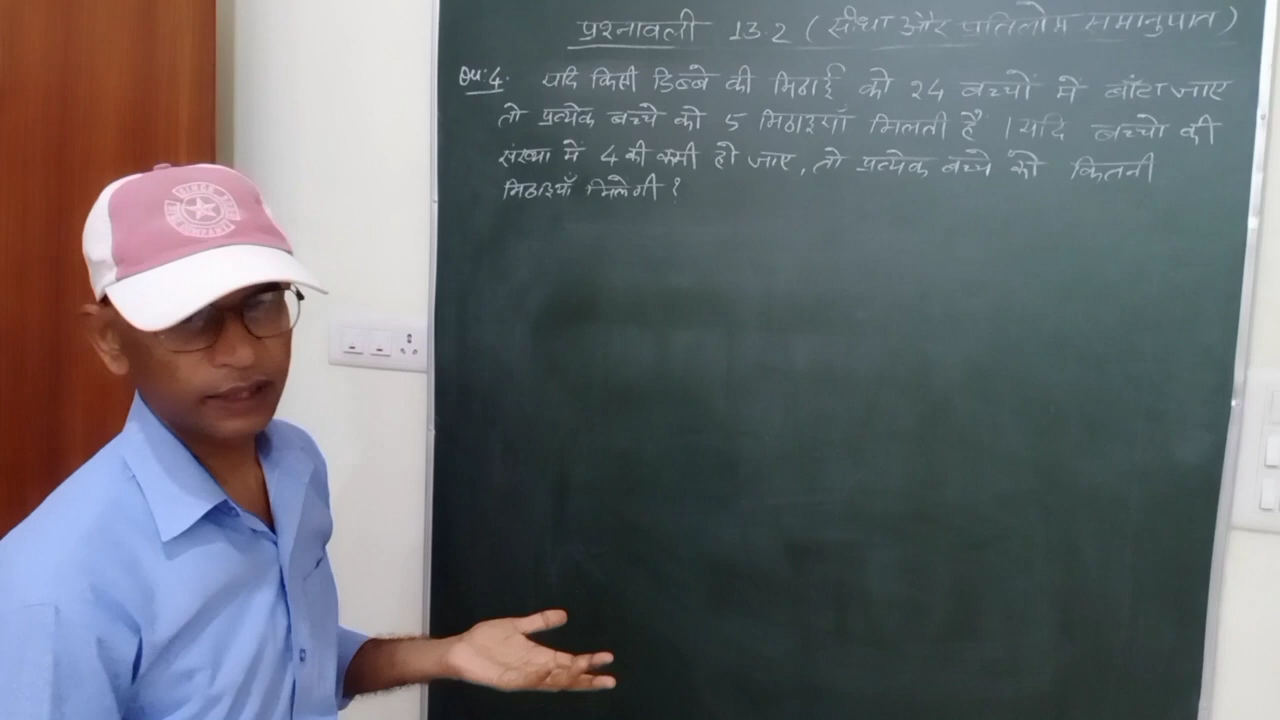 प्रश्नावली 13.2 (सीधा और प्रतिलोम समानुपात)
Qu: 4. यदि किसी डिब्बे की मिठाई को 24 बच्चों में बाँटा जाए
तो प्रत्येक बच्चे को 5 मिठाइयाँ मिलती हैं । यदि बच्चो की
संख्या में 4 की कमी हो जाए, तो प्रत्येक बच्चे को कितनी
मिठाइयाँ मिलेगी ?